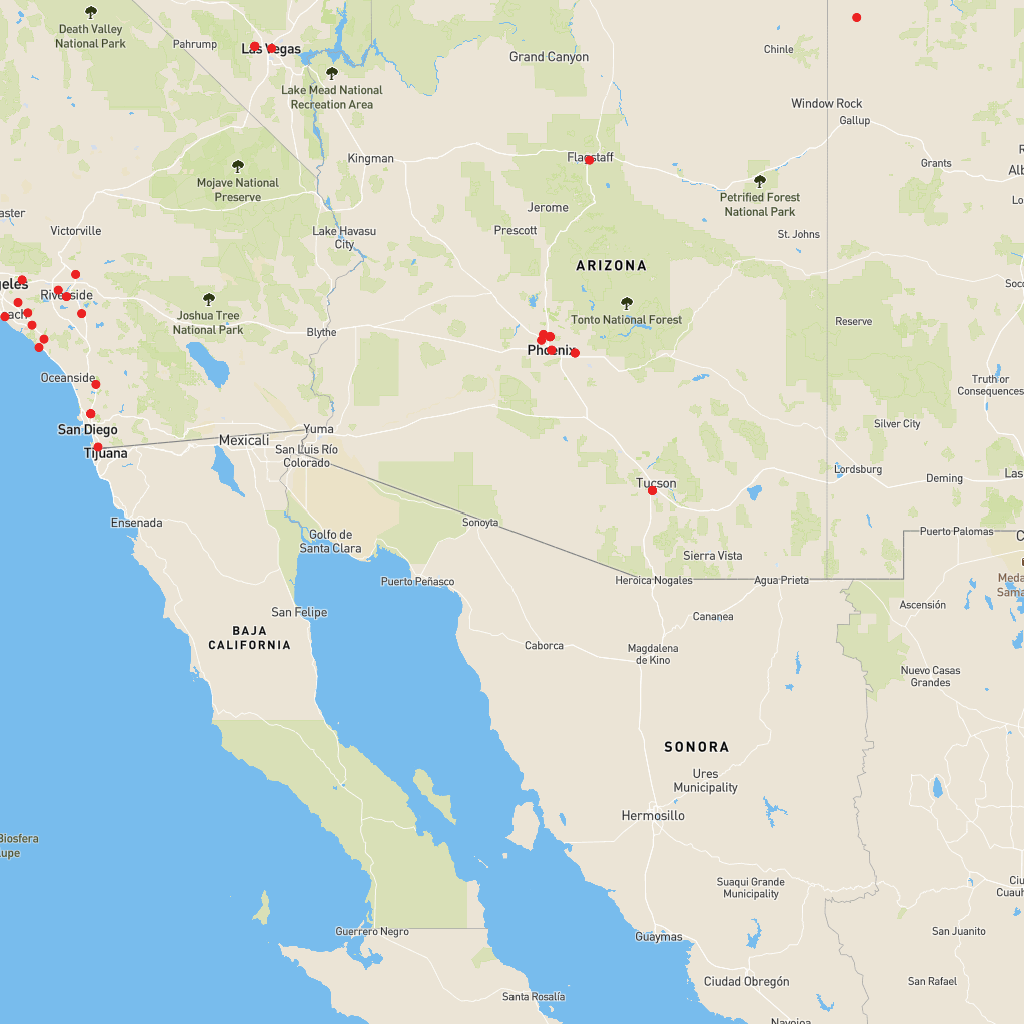 Death Valley
National Park
Pahrump
Las Vegas
Lake Mead National
Recreation Area
Grand Canyon
Chinle
Window Rock
Gallup
Grants
Kingman
Flagstaff
Mojave National
Preserve
Petrified Forest
National Park
Jerome
Prescott
St. Johns
aster
Victorville
Lake Havasu
City
ARIZONA
geles
Riverside
each
Joshua Tree
National Park
Blythe
Tonto National Forest
Reserve
Soco
Phoenix
Oceanside
Truth or
Consequences
San Diego
Tijuana
Mexicali
Yuma
San Luis Río
Colorado
Silver City
Lordsburg
Deming
Las
Tucson
Ensenada
Golfo de
Santa Clara
Sonoyta
Sierra Vista
Puerto Palomas
Puerto Peñasco
Heroica Nogales
Agua Prieta
Meda
Sama
San Felipe
Ascensión
Cananea
BAJA
CALIFORNIA
Caborca
Magdalena
de Kino
Nuevo Casas
Grandes
SONORA
Ures
Municipality
Hermosillo
Biosfera
lupe
Suaqui Grande
Municipality
Ciu
Cuauh
Guerrero Negro
Guaymas
San Juanito
Ciudad Obregón
San Rafael
Santa Rosalía
Navojoa